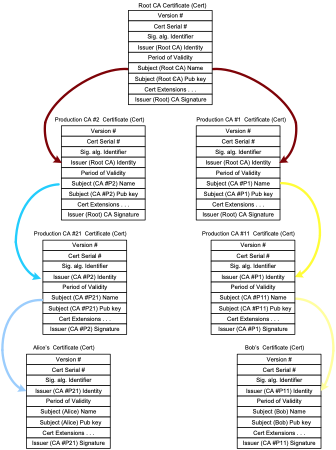 Root CA Certificate (Cert)
Version #
Cert Serial #
Sig. alg. Identifier
Issuer (Root CA) Identity
Period of Validity
Subject (Root CA) Name
Subject (Root CA) Pub key
Cert Extensions . . .
Issuer (Root) CA Signature
Production CA #2 Certificate (Cert)
Version #
Cert Serial #
Sig. alg. Identifier
Issuer (Root CA) Identity
Period of Validity
Subject (CA #P2) Name
Subject (CA #P2) Pub key
Cert Extensions . . .
Issuer (Root) CA Signature
Production CA #1 Certificate (Cert)
Version #
Cert Serial #
Sig. alg. Identifier
Issuer (Root CA) Identity
Period of Validity
Subject (CA #P1) Name
Subject (CA #P1) Pub key
Cert Extensions . . .
Issuer (Root) CA Signature
Production CA #21 Certificate (Cert)
Version #
Cert Serial #
Sig. alg. Identifier
Issuer (CA #P2) Identity
Period of Validity
Subject (CA #P21) Name
Subject (CA #P21) Pub key
Cert Extensions . . .
Issuer (CA #P2) Signature
Production CA #11 Certificate (Cert)
Version #
Cert Serial #
Sig. alg. Identifier
Issuer (CA #P1) Identity
Period of Validity
Subject (CA #P11) Name
Subject (CA #P11) Pub key
Cert Extensions . . .
Issuer (CA #P1) Signature
Alice's Certificate (Cert)
Version #
Cert Serial #
Sig. alg. Identifier
Issuer (CA #P21) Identity
Period of Validity
Subject (Alice) Name
Subject (Alice) Pub key
Cert Extensions . . .
Issuer (CA #P21) Signature
Bob's Certificate (Cert)
Version #
Cert Serial #
Sig. alg. Identifier
Issuer (CA #P11) Identity
Period of Validity
Subject (Bob) Name
Subject (Bob) Pub key
Cert Extensions . . .
Issuer (CA #P11) Signature